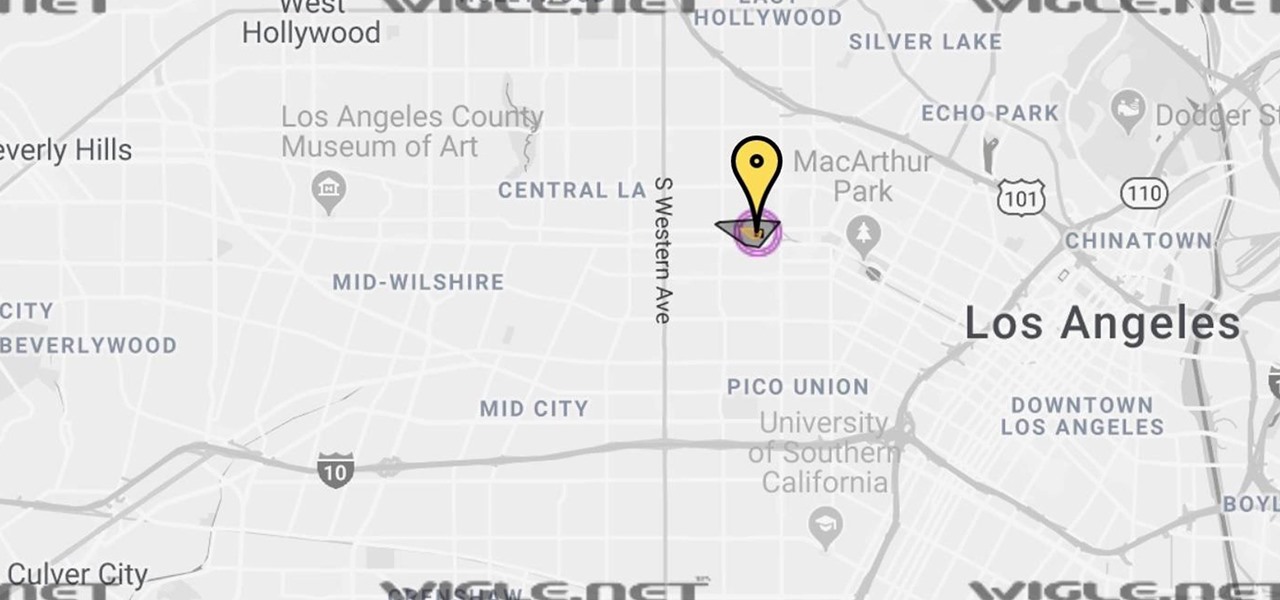 WIGLE.NET
WIGLE.NET
West
Hollywood
EAST
HOLLYWOOD
SILVER LAKE
Los Angeles County
Museum of Art
ECHO PARK
Dodger St
everly Hills
MacArthur
Park
CENTRAL LA
S Western Ave
101
110
CHINATOWN
MID-WILSHIRE
CITY
Los Angeles
BEVERLYWOOD
PICO UNION
MID CITY
DOWNTOWN
LOS ANGELES
University
of Southern
California
10
BOYL
Culver City
CRENSHAW
NET
WIGLE.NET
WIGLE.NET